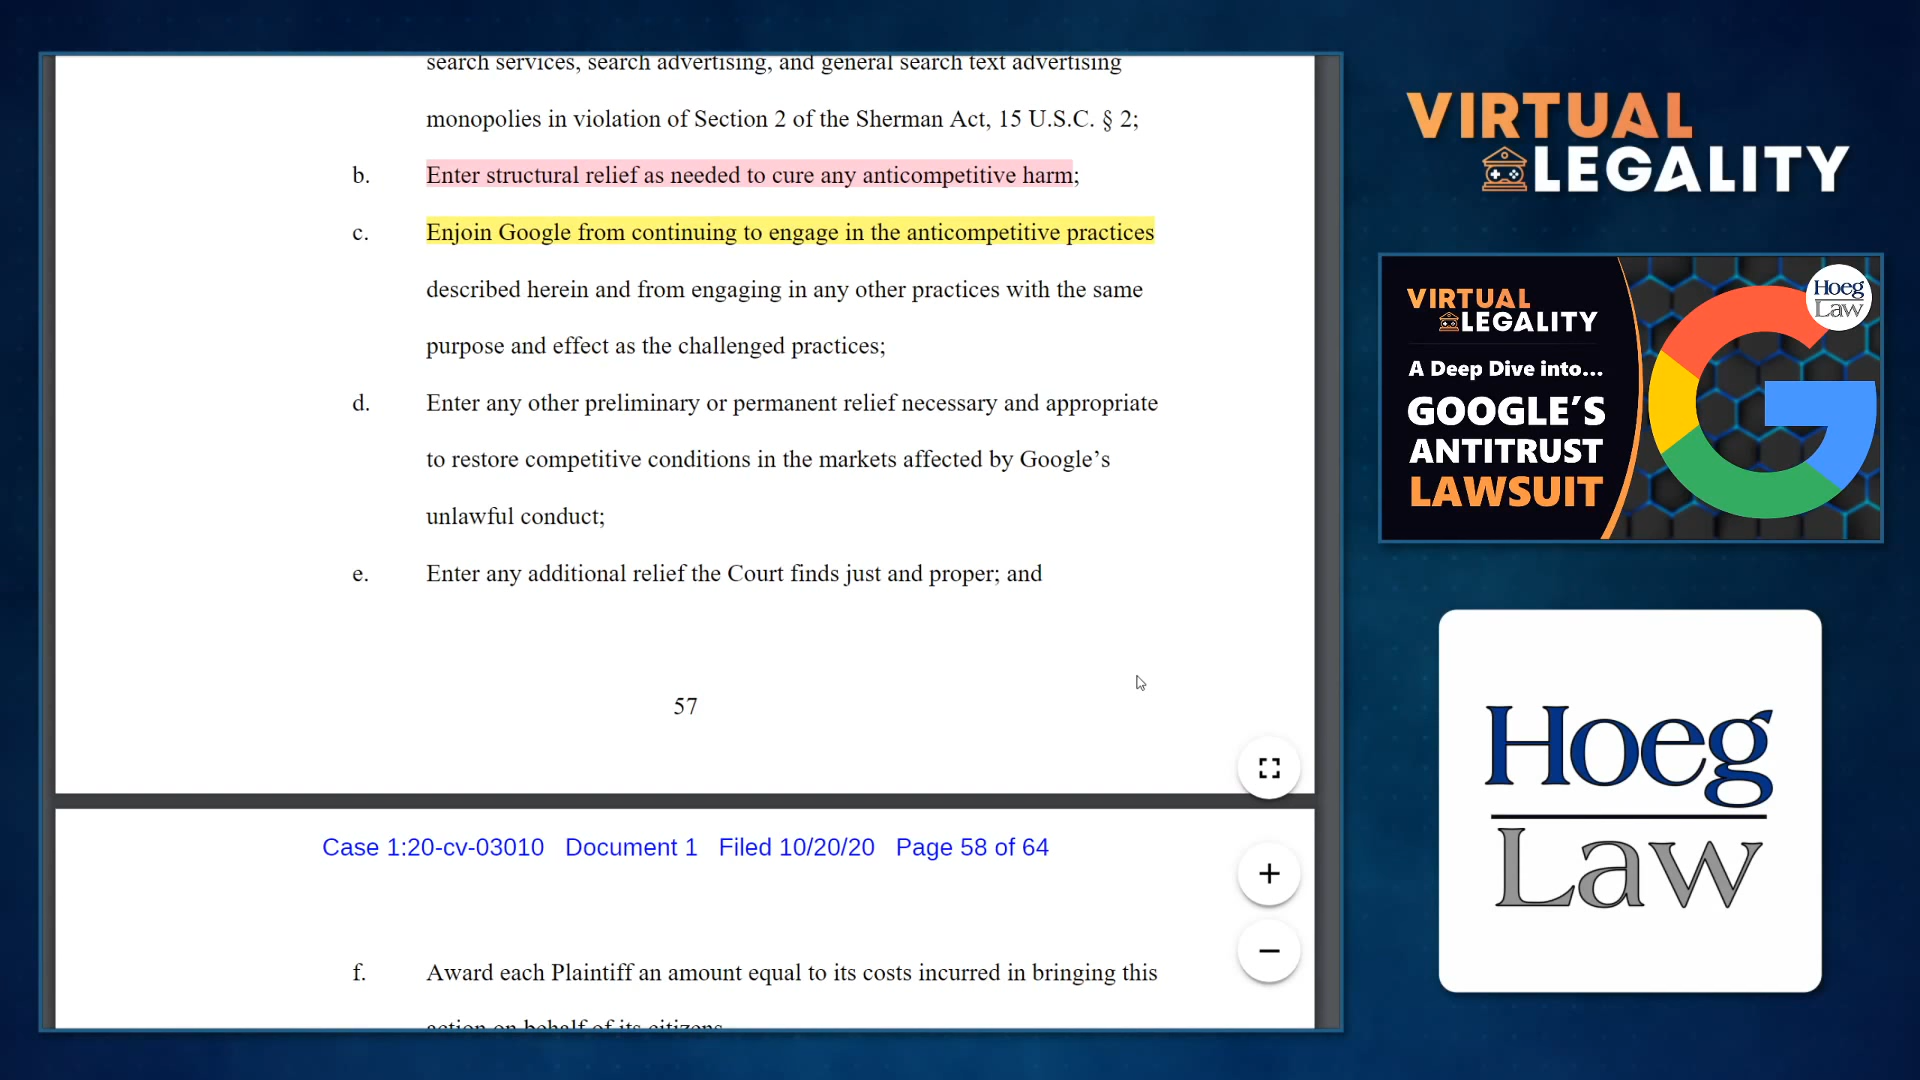 search services, search advertising, and general search text advertising
monopolies in violation of Section 2 of the Sherman Act, 15 U.S.C. § 2;
b. Enter structural relief as needed to cure any anticompetitive harm;
c. Enjoin Google from continuing to engage in the anticompetitive practices
described herein and from engaging in any other practices with the same
purpose and effect as the challenged practices;
d. Enter any other preliminary or permanent relief necessary and appropriate
to restore competitive conditions in the markets affected by Google’s
unlawful conduct;
e. Enter any additional relief the Court finds just and proper; and
57
Case 1:20-cv-03010 Document 1 Filed 10/20/20 Page 58 of 64
f. Award each Plaintiff an amount equal to its costs incurred in bringing this
action on behalf of its citizens
VIRTUAL
LEGALITY
VIRTUAL
LEGALITY
A Deep Dive into...
GOOGLE’S
ANTITRUST
LAWSUIT
Hoeg
Law
Hoeg
Law